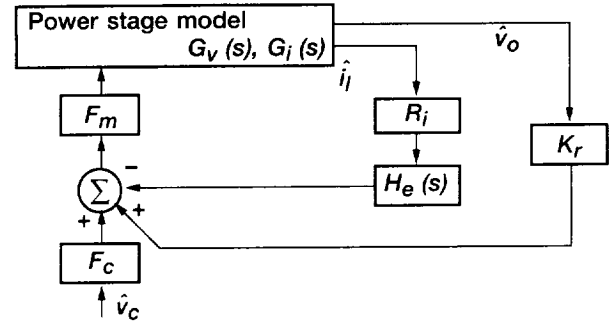 Power stage model
G_v (s), G_i (s)
v̂_o
î_l
F_m
R_i
K_r
−
Σ
H_e (s)
+
+
F_c
v̂_c